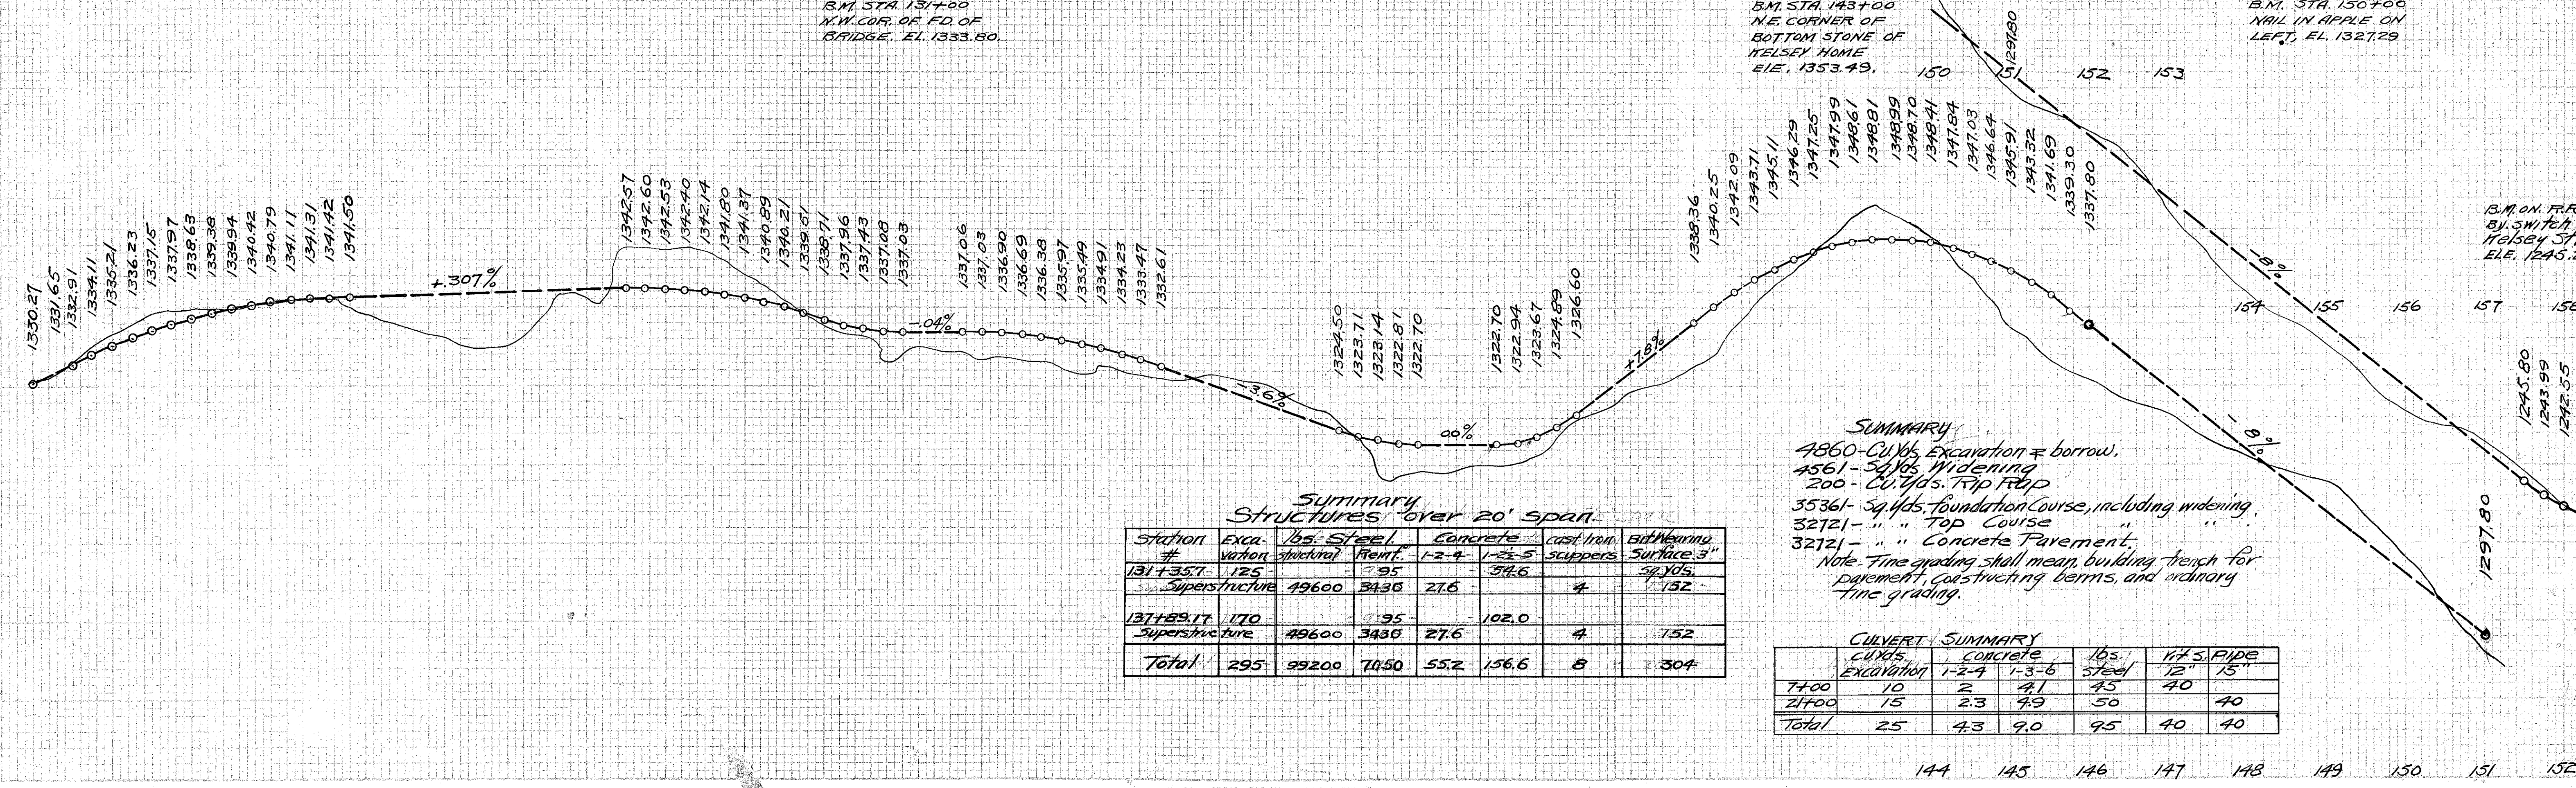 B.M. STA. 131+00
N.W. COR. OF FD. OF
BRIDGE. EL. 1333.80.
B.M. STA. 143+00
N.E. CORNER OF
BOTTOM STONE OF
KELSEY HOME
ElE. 1353.49.
B.M. STA. 150+00
NAIL IN APPLE ON
LEFT, EL. 1327.29
1297.80
150 151 152 153
B.M. ON. R.R
By. Switch
Kelsey St.
ELE. 1245.2
1330.27
1331.65
1332.91
1334.11
1335.21
1336.23
1337.15
1337.97
1338.63
1339.38
1339.94
1340.42
1340.79
1341.11
1341.31
1341.42
1341.50
+.307%
1342.57
1342.60
1342.53
1342.40
1342.14
1341.80
1341.37
1340.89
1340.21
1339.51
1338.71
1337.96
1337.43
1337.08
1337.03
-.04%
1337.06
1337.03
1336.90
1336.69
1336.38
1335.97
1335.49
1334.91
1334.23
1333.47
1332.61
-3.6%
1324.50
1323.71
1323.14
1322.81
1322.70
0.0%
1322.70
1322.94
1323.67
1324.89
1326.60
+7.8%
1338.36
1340.25
1342.09
1343.71
1345.11
1346.29
1347.25
1347.99
1348.61
1348.81
1348.99
1348.70
1348.41
1347.84
1347.03
1346.64
1345.91
1343.32
1341.69
1339.30
1337.80
-8%
154 155 156 157 158
1245.80
1243.99
1242.55
-8%
1297.80
SUMMARY
4860-Cu.Yds. Excavation & borrow.
4561-Sq.Yds. Widening
200-Cu.Yds. Rip Rap
35361-Sq.Yds. foundation Course, including widening.
32721- " " Top Course " " .
32721- " " Concrete Pavement.
Note-Fine grading shall mean, building trench for
pavement, constructing berms, and ordinary
fine grading.
Summary
Structures over 20' span.
Station Exca- lbs. Steel. Concrete cast Iron Bit Wearing
# vation structural Reinf. 1-2-4 1-2½-5 scuppers Surface 3"
131+35.7 125 95 54.6 Sq.Yds.
Superstructure 49600 3430 27.6 4 152
137+89.17 170 95 102.0
Superstructure 49600 3430 27.6 4 152
Total 295 99200 7050 55.2 156.6 8 304
CULVERT SUMMARY
cu.yds. concrete lbs. Vit S. Pipe
Excavation 1-2-4 1-3-6 steel 12" 15"
7+00 10 2 4.1 45 40
21+00 15 2.3 4.9 50 40
Total 25 4.3 9.0 95 40 40
144 145 146 147 148 149 150 151 152